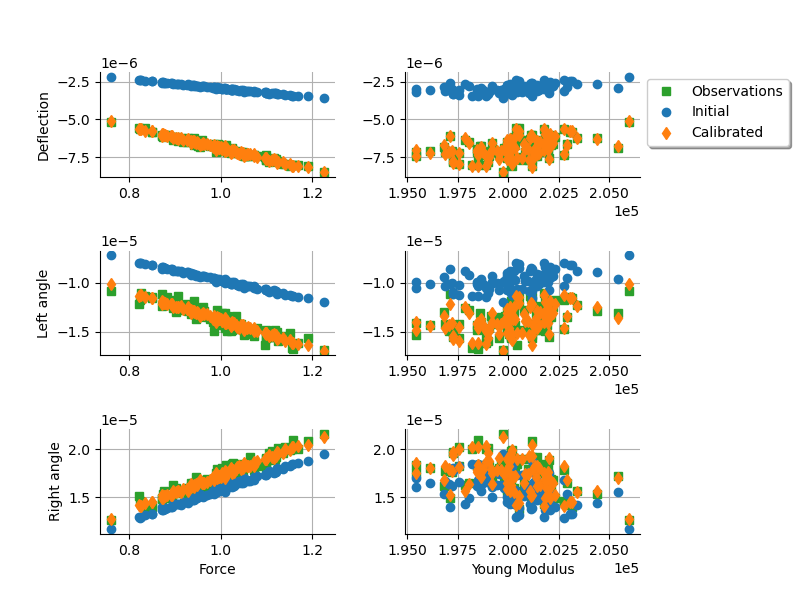 1e−6
−2.5
−5.0
−7.5
Deflection
0.8
1.0
1.2
1e−6
−2.5
−5.0
−7.5
1.950
1.975
2.000
2.025
2.050
1e5
Observations
Initial
Calibrated
1e−5
−1.0
−1.5
Left angle
0.8
1.0
1.2
1e−5
−1.0
−1.5
1.950
1.975
2.000
2.025
2.050
1e5
1e−5
2.0
1.5
Right angle
0.8
1.0
1.2
Force
1e−5
2.0
1.5
1.950
1.975
2.000
2.025
2.050
Young Modulus
1e5